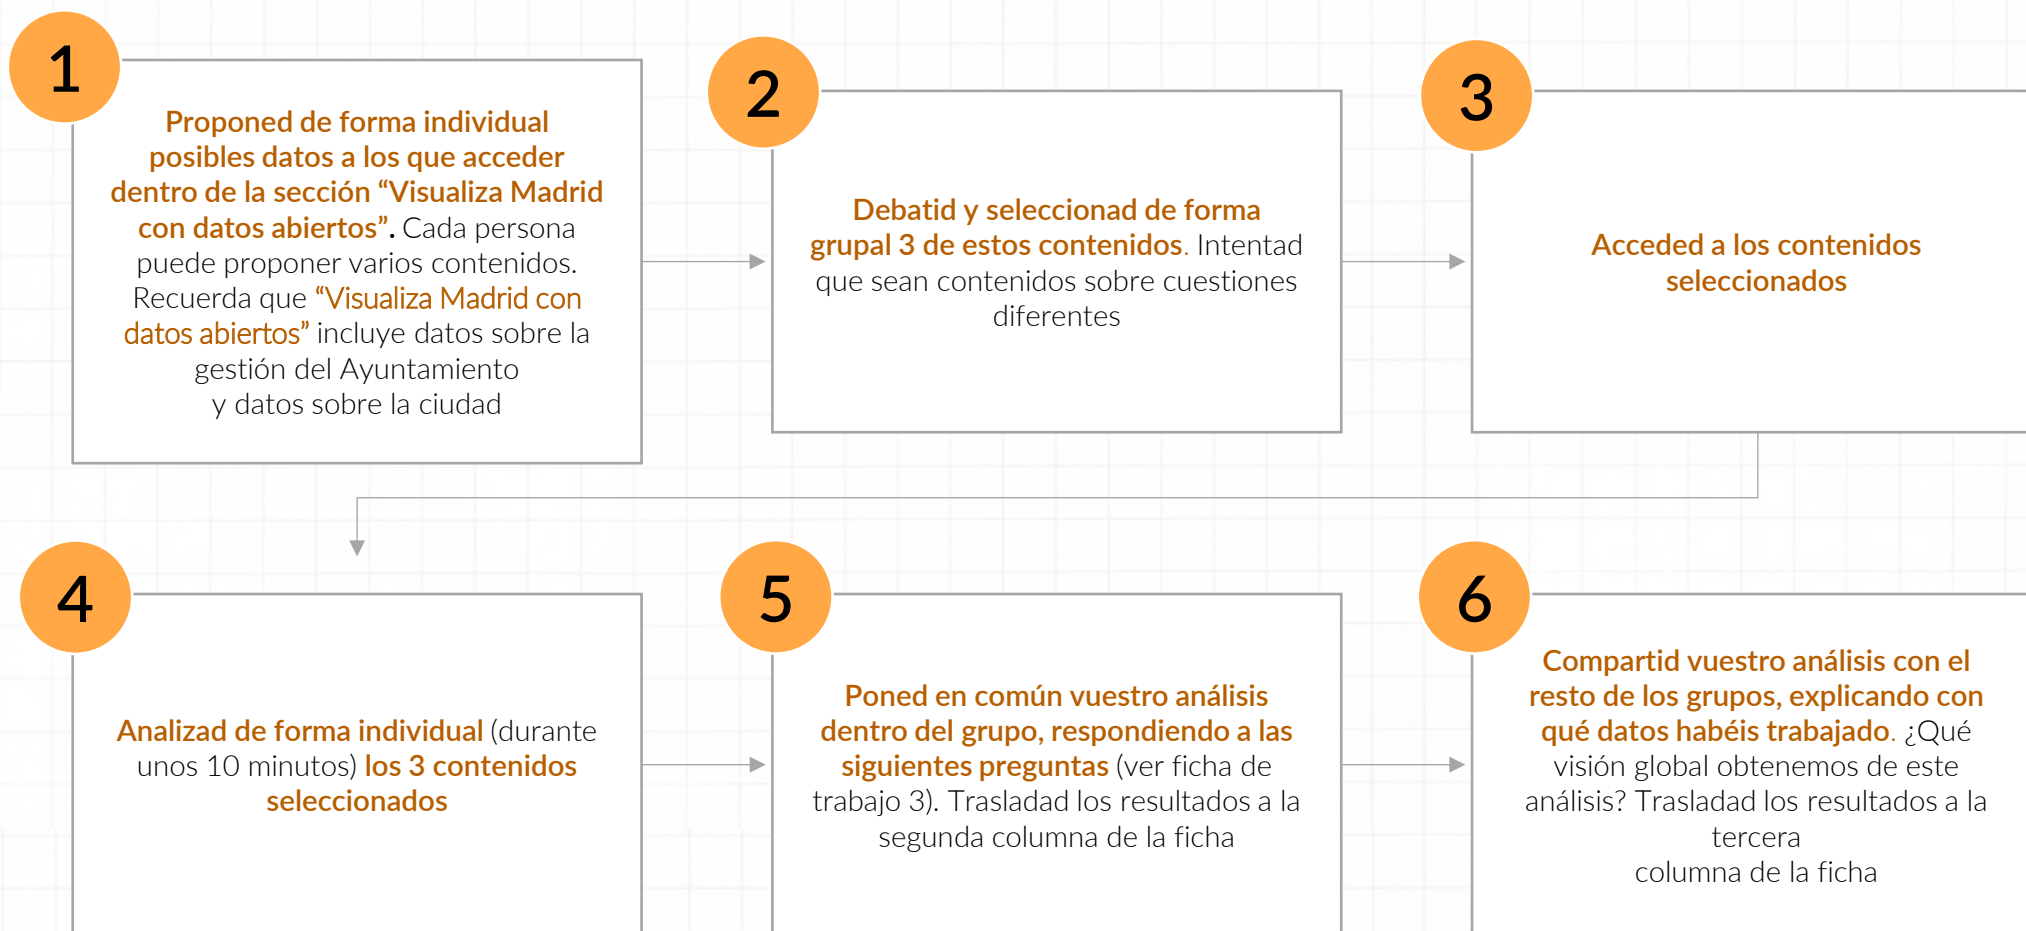 1
Proponed de forma individual
posibles datos a los que acceder
dentro de la sección “Visualiza Madrid
con datos abiertos”. Cada persona
puede proponer varios contenidos.
Recuerda que “Visualiza Madrid con
datos abiertos” incluye datos sobre la
gestión del Ayuntamiento
y datos sobre la ciudad
2
Debatid y seleccionad de forma
grupal 3 de estos contenidos. Intentad
que sean contenidos sobre cuestiones
diferentes
3
Acceded a los contenidos
seleccionados
4
Analizad de forma individual (durante
unos 10 minutos) los 3 contenidos
seleccionados
5
Poned en común vuestro análisis
dentro del grupo, respondiendo a las
siguientes preguntas (ver ficha de
trabajo 3). Trasladad los resultados a la
segunda columna de la ficha
6
Compartid vuestro análisis con el
resto de los grupos, explicando con
qué datos habéis trabajado. ¿Qué
visión global obtenemos de este
análisis? Trasladad los resultados a la
tercera
columna de la ficha